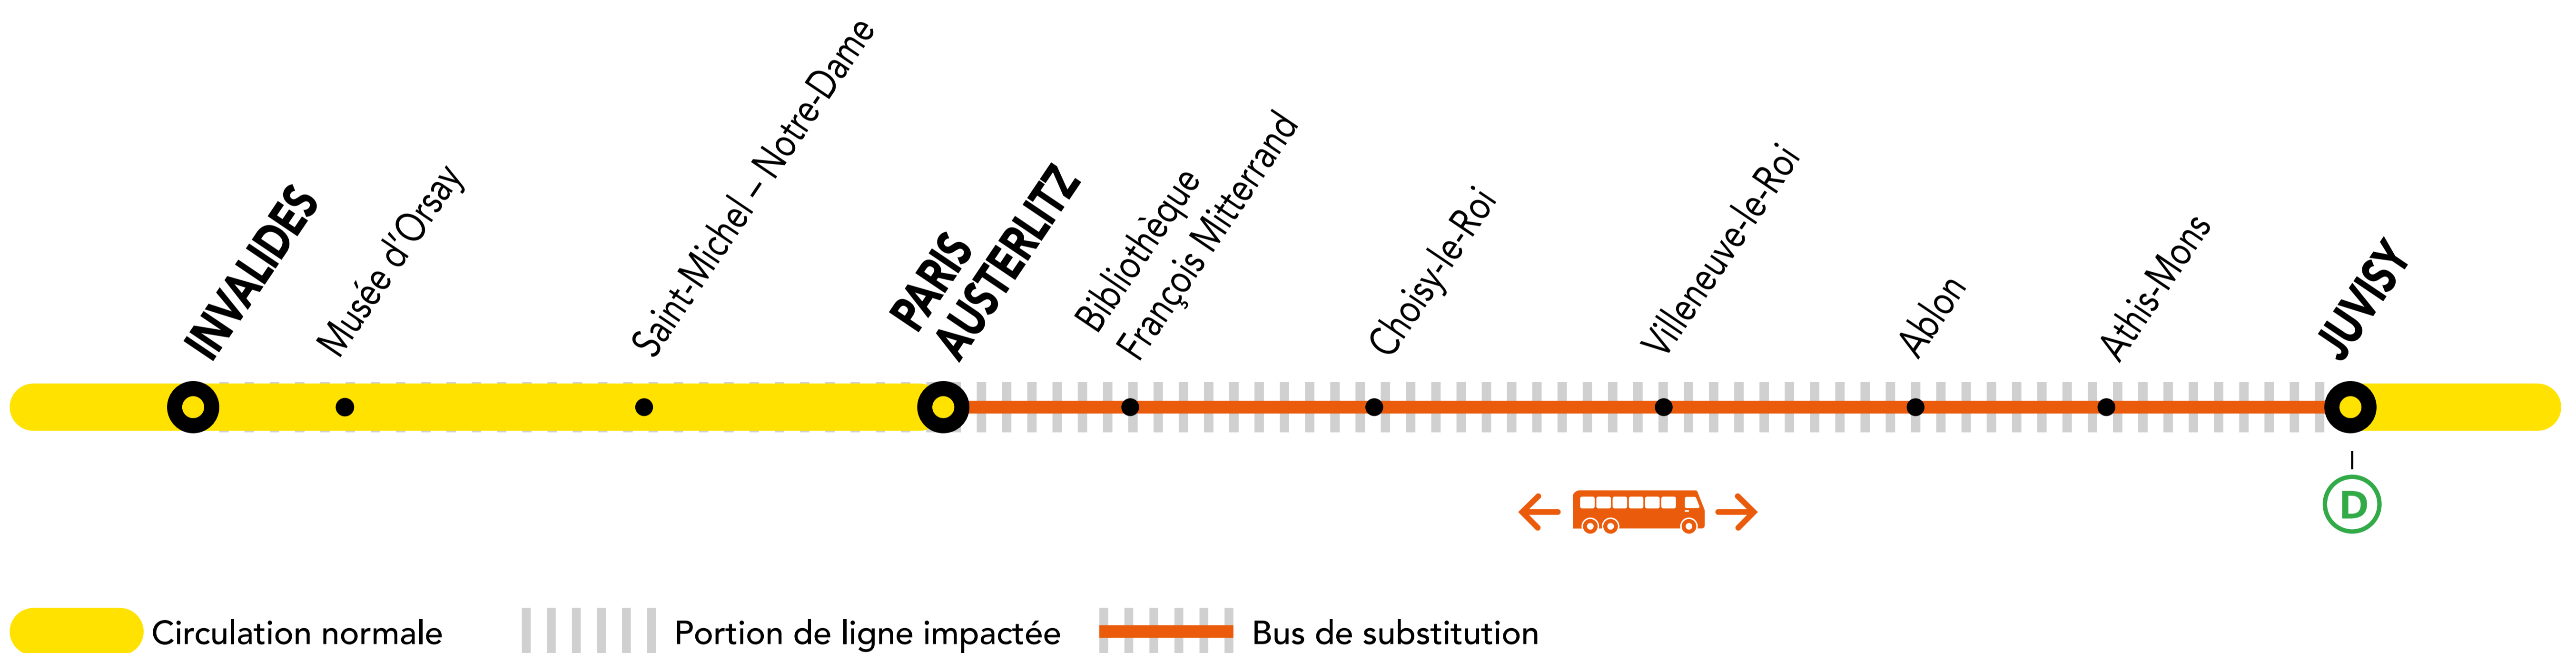 INVALIDES
Musée d'Orsay
Saint-Michel – Notre-Dame
PARIS
AUSTERLITZ
Bibliothèque
François Mitterrand
Choisy-le-Roi
Villeneuve-le-Roi
Ablon
Athis-Mons
JUVISY
D
Circulation normale
Portion de ligne impactée
Bus de substitution